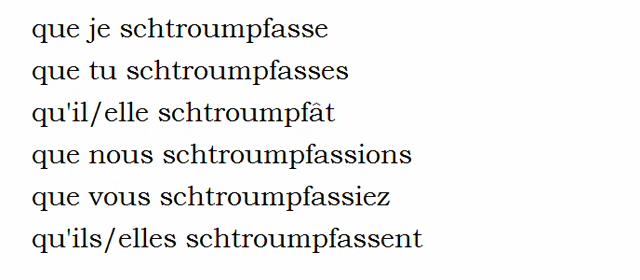 que je schtroumpfasse
que tu schtroumpfasses
qu'il/elle schtroumpfât
que nous schtroumpfassions
que vous schtroumpfassiez
qu'ils/elles schtroumpfassent